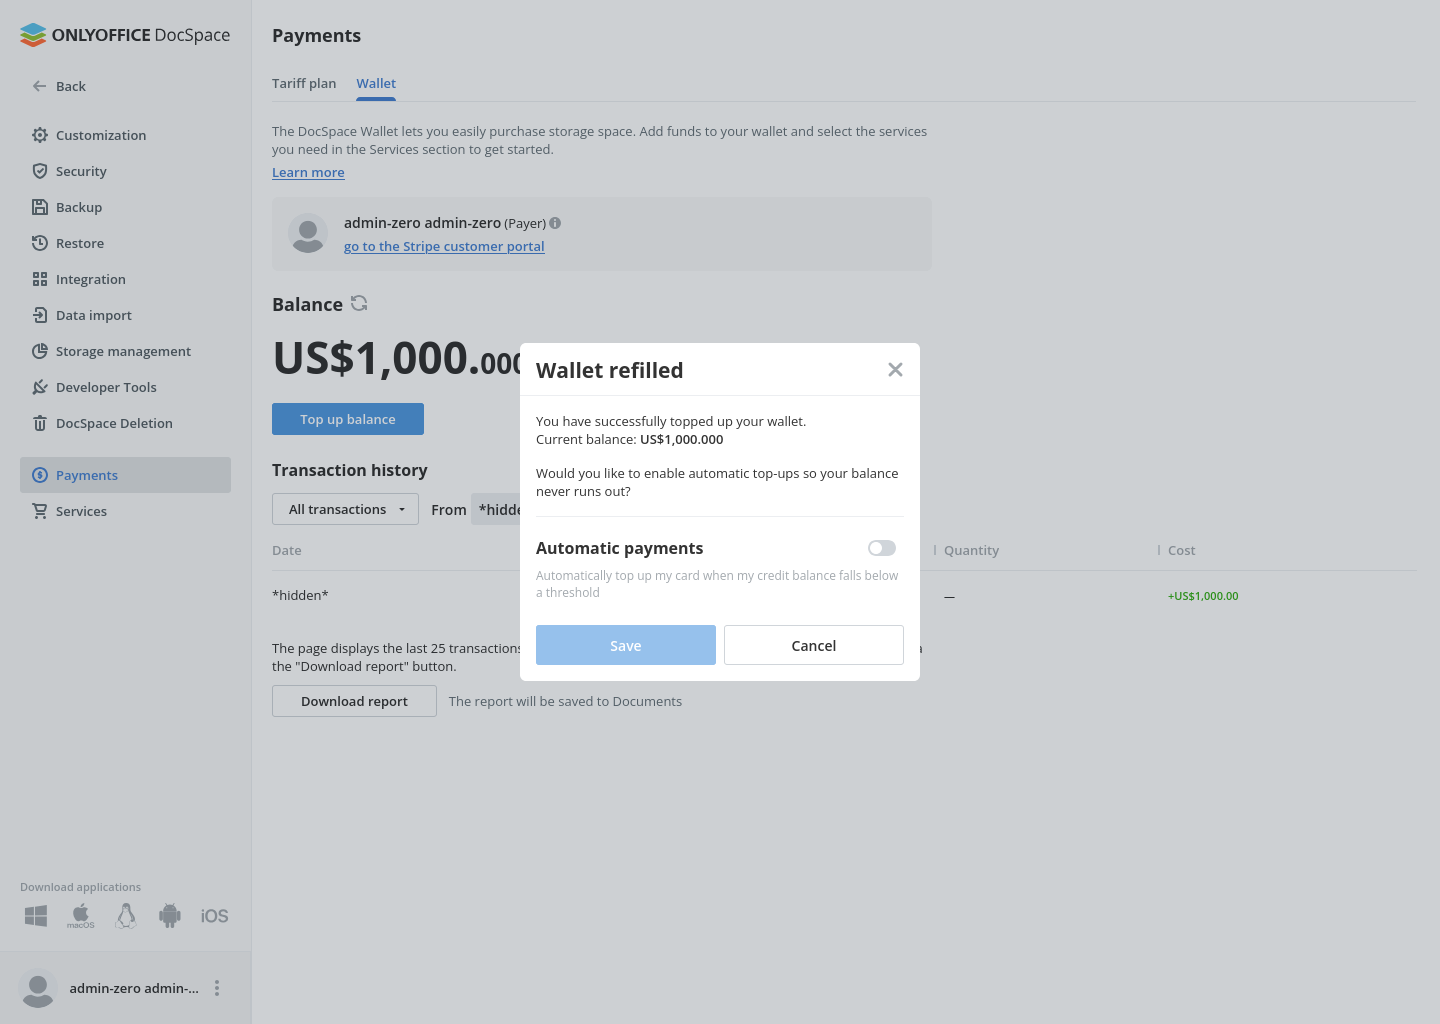 ONLYOFFICE DocSpace
Back
Customization
Security
Backup
Restore
Integration
Data import
Storage management
Developer Tools
DocSpace Deletion
Payments
Services
Download applications
macOS
iOS
admin-zero admin-...
Payments
Tariff plan Wallet
The DocSpace Wallet lets you easily purchase storage space. Add funds to your wallet and select the services
you need in the Services section to get started.
Learn more
admin-zero admin-zero (Payer)
go to the Stripe customer portal
Balance
US$1,000.000
Top up balance
Transaction history
All transactions From *hidde
Date Quantity Cost
*hidden* — +US$1,000.00
The page displays the last 25 transactions
the "Download report" button.
Download report The report will be saved to Documents
Wallet refilled
You have successfully topped up your wallet.
Current balance: US$1,000.000
Would you like to enable automatic top-ups so your balance
never runs out?
Automatic payments
Automatically top up my card when my credit balance falls below
a threshold
Save Cancel